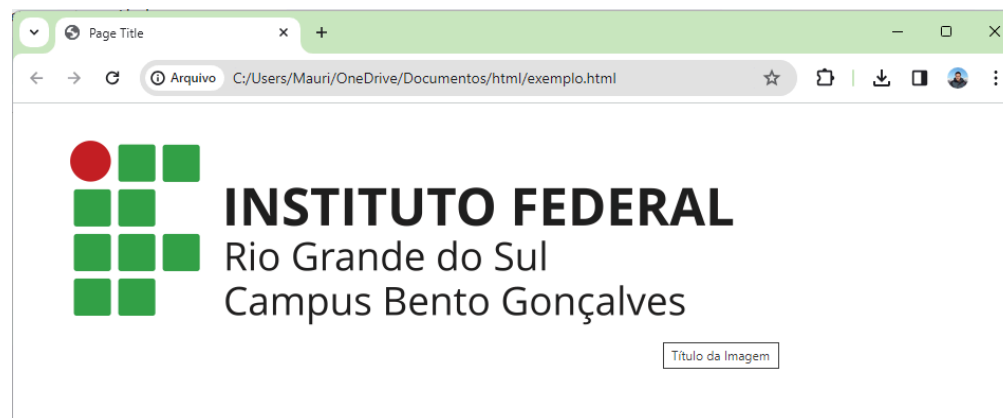 Page Title
Arquivo C:/Users/Mauri/OneDrive/Documentos/html/exemplo.html
INSTITUTO FEDERAL
Rio Grande do Sul
Campus Bento Gonçalves
Título da Imagem